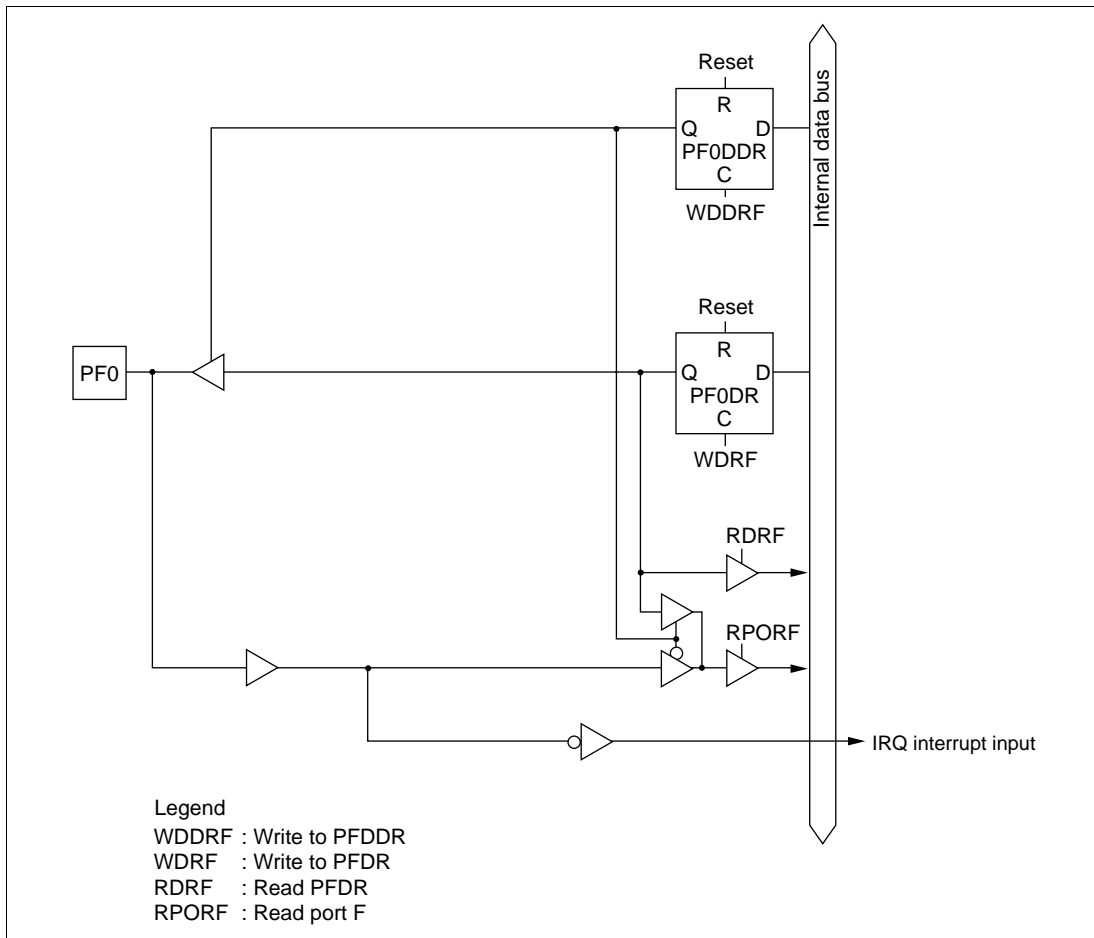 Reset
R
Q D
PF0DDR
C
WDDRF
Internal data bus
Reset
R
PF0
Q D
PF0DR
C
WDRF
RDRF
RPORF
IRQ interrupt input
Legend
WDDRF : Write to PFDDR
WDRF : Write to PFDR
RDRF : Read PFDR
RPORF : Read port F